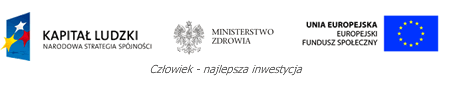 KAPITAŁ LUDZKI
NARODOWA STRATEGIA SPÓJNOŚCI
MINISTERSTWO
ZDROWIA
UNIA EUROPEJSKA
EUROPEJSKI
FUNDUSZ SPOŁECZNY
Człowiek - najlepsza inwestycja